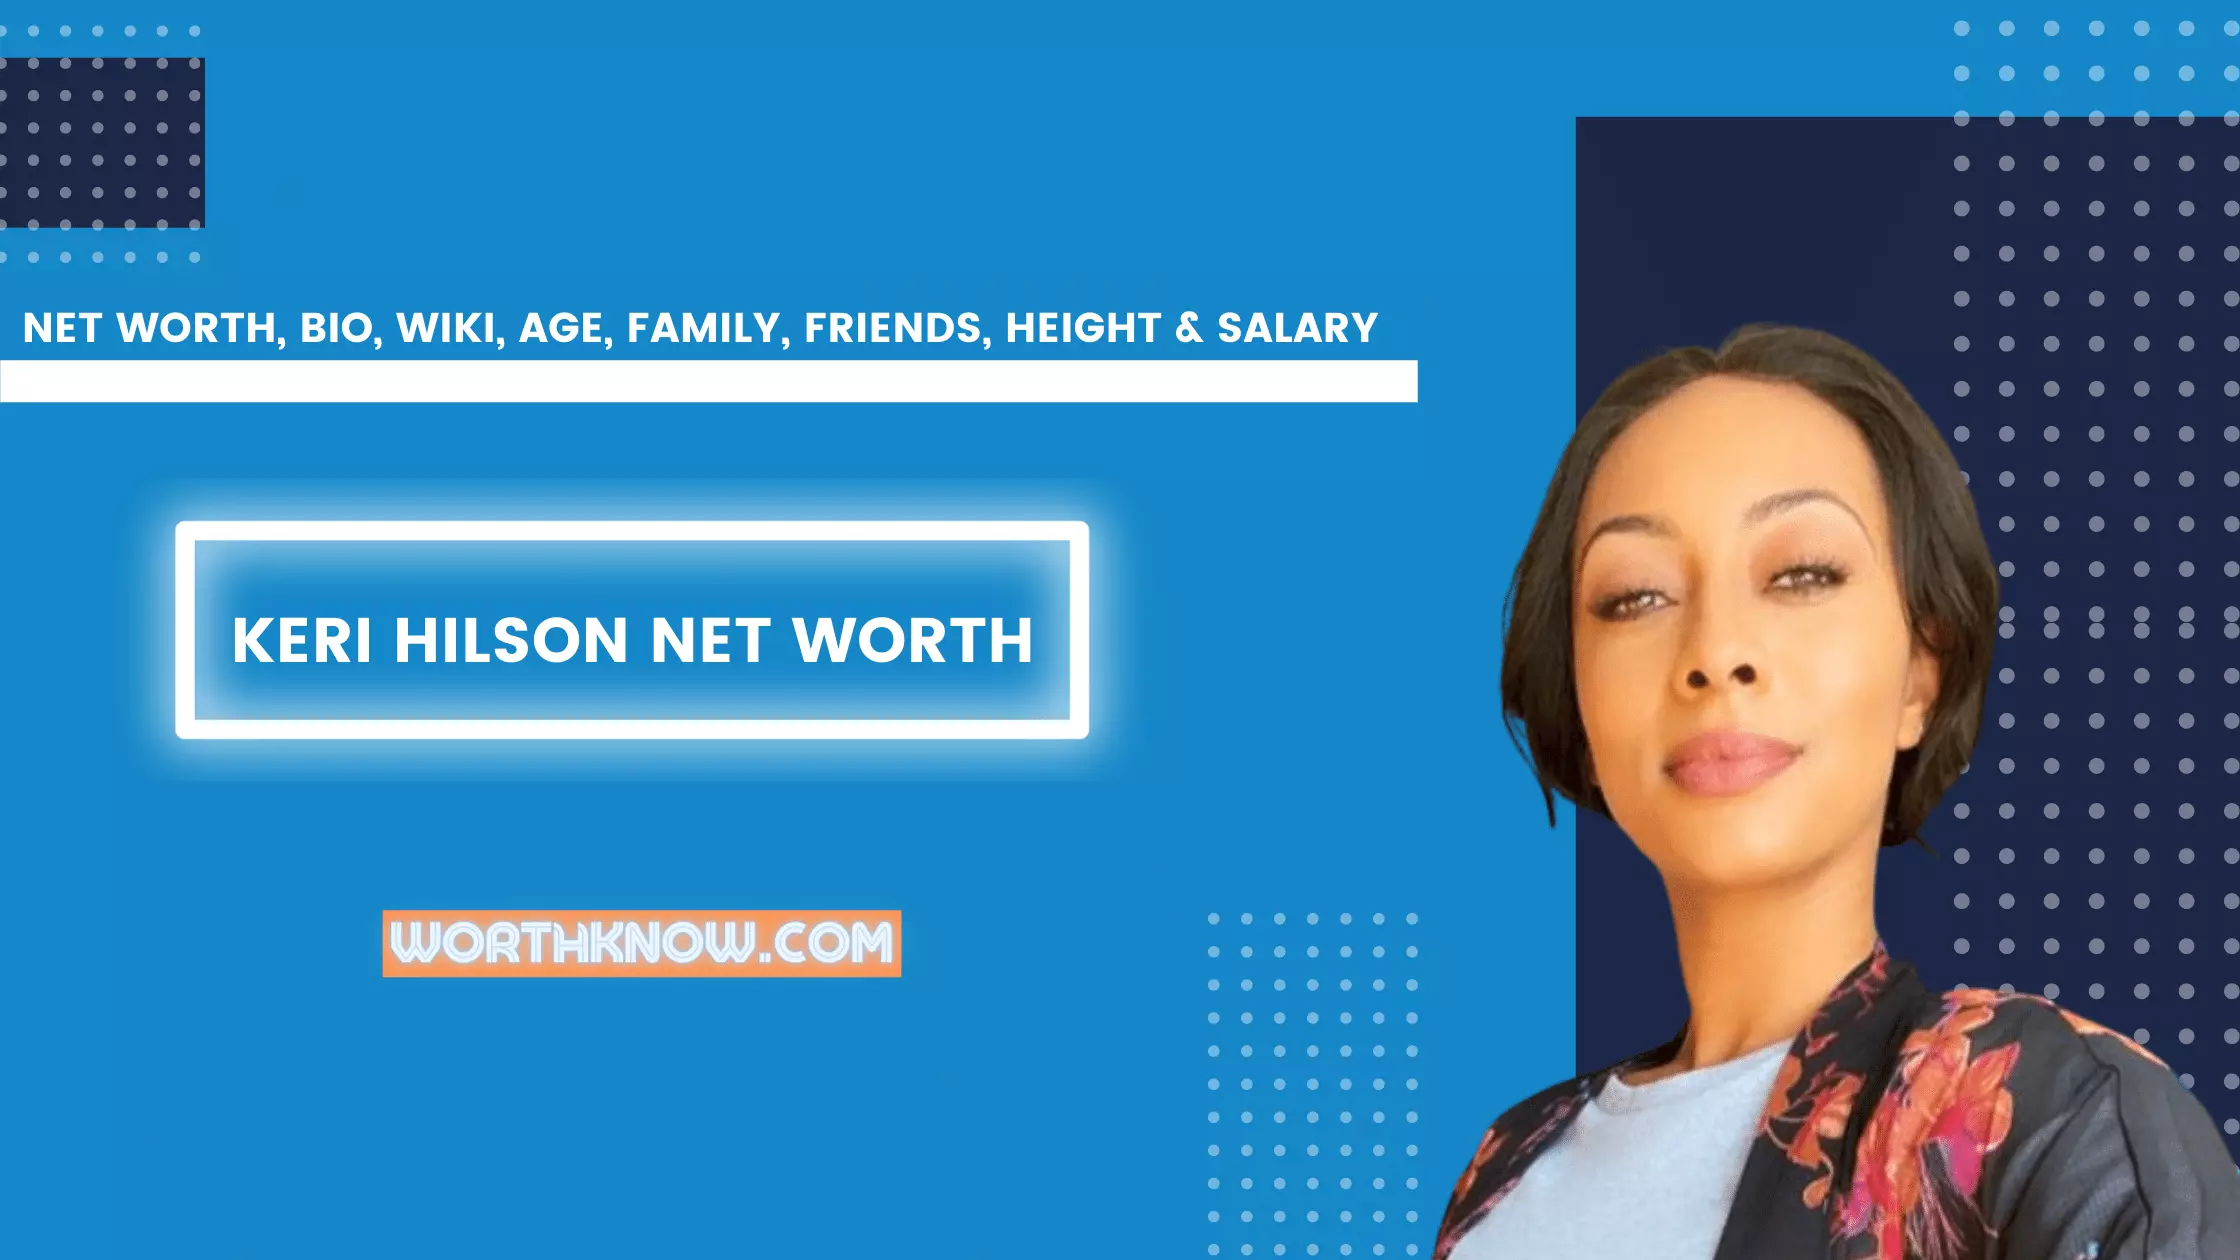 NET WORTH, BIO, WIKI, AGE, FAMILY, FRIENDS, HEIGHT & SALARY
KERI HILSON NET WORTH
WORTHKNOW.COM